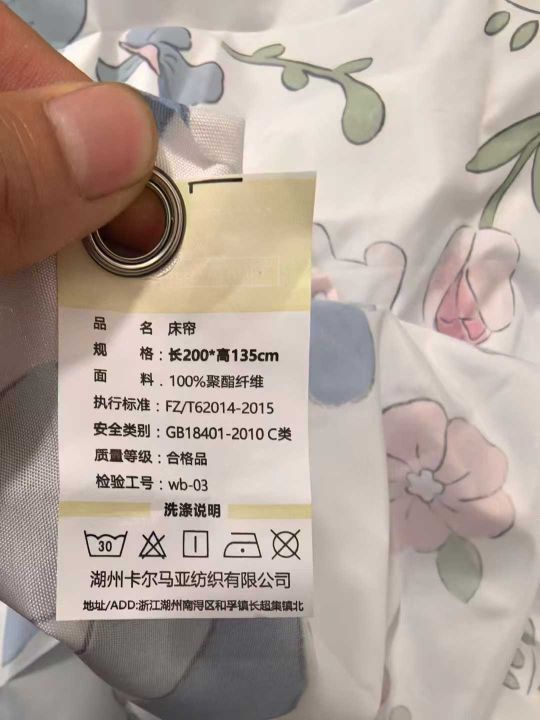 品 名 床帘
规 格：长200*高135cm
面 料．100%聚酯纤维
执行标准：FZ/T62014-2015
安全类别：GB18401-2010 C类
质量等级：合格品
检验工号：wb-03
洗涤说明
30
湖州卡尔马亚纺织有限公司
地址/ADD:浙江湖州南浔区和孚镇长超集镇北